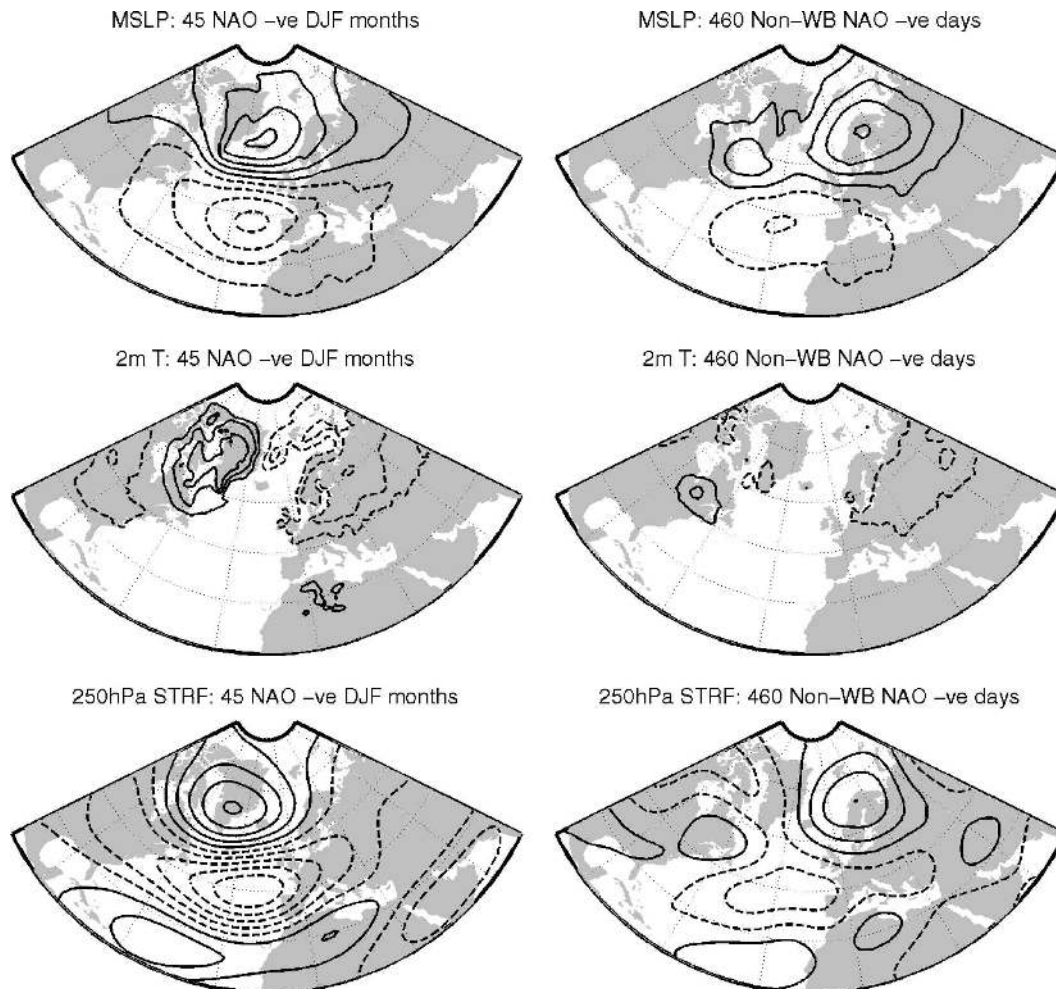 MSLP: 45 NAO −ve DJF months
MSLP: 460 Non−WB NAO −ve days
2m T: 45 NAO −ve DJF months
2m T: 460 Non−WB NAO −ve days
250hPa STRF: 45 NAO −ve DJF months
250hPa STRF: 460 Non−WB NAO −ve days